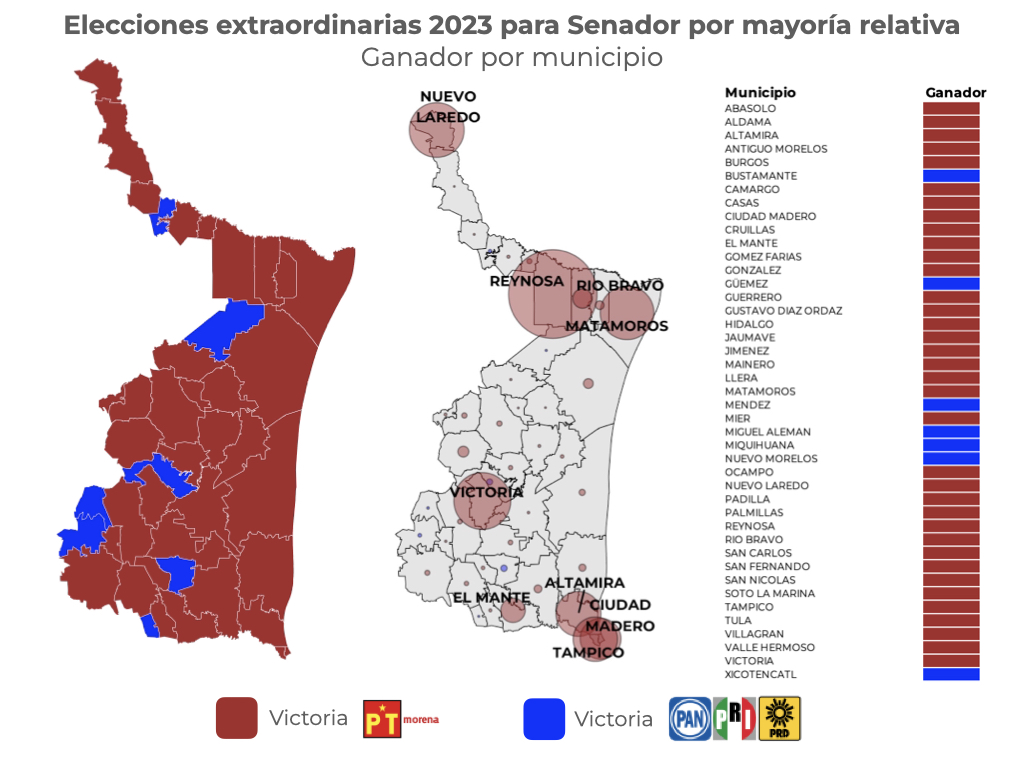 Elecciones extraordinarias 2023 para Senador por mayoría relativa
Ganador por municipio
NUEVO
LAREDO
REYNOSA
RIO BRAVO
MATAMOROS
VICTORIA
ALTAMIRA
EL MANTE
CIUDAD
MADERO
TAMPICO
Municipio Ganador
ABASOLO
ALDAMA
ALTAMIRA
ANTIGUO MORELOS
BURGOS
BUSTAMANTE
CAMARGO
CASAS
CIUDAD MADERO
CRUILLAS
EL MANTE
GOMEZ FARIAS
GONZALEZ
GÜEMEZ
GUERRERO
GUSTAVO DIAZ ORDAZ
HIDALGO
JAUMAVE
JIMENEZ
MAINERO
LLERA
MATAMOROS
MENDEZ
MIER
MIGUEL ALEMAN
MIQUIHUANA
NUEVO MORELOS
OCAMPO
NUEVO LAREDO
PADILLA
PALMILLAS
REYNOSA
RIO BRAVO
SAN CARLOS
SAN FERNANDO
SAN NICOLAS
SOTO LA MARINA
TAMPICO
TULA
VILLAGRAN
VALLE HERMOSO
VICTORIA
XICOTENCATL
Victoria PT morena
Victoria PAN PRI PRD